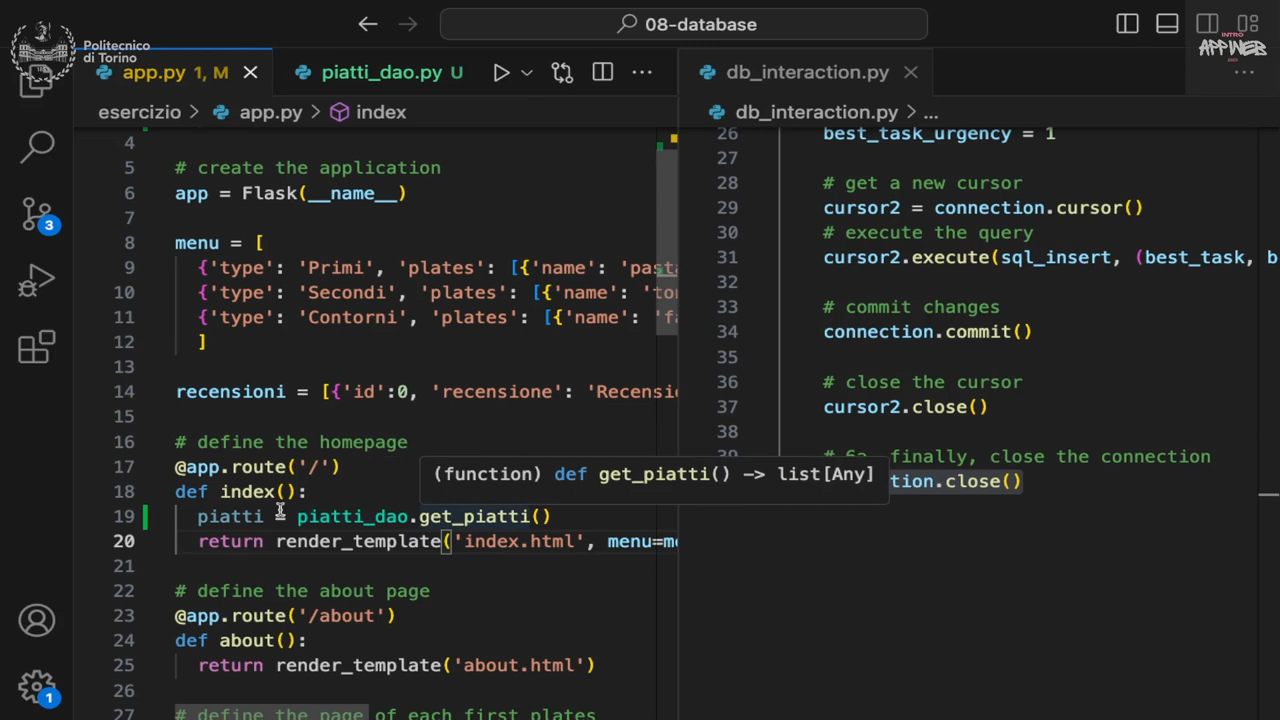 Politecnico
di Torino
08-database
INTRO
APPWEB
app.py 1, M
piatti_dao.py U
db_interaction.py
esercizio > app.py > index
db_interaction.py > ...
4
5 # create the application
6 app = Flask(__name__)
7
8 menu = [
9 {'type': 'Primi', 'plates': [{'name': 'past
10 {'type': 'Secondi', 'plates': [{'name': 'to
11 {'type': 'Contorni', 'plates': [{'name': 'f
12 ]
13
14 recensioni = [{'id':0, 'recensione': 'Recensi
15
16 # define the homepage
17 @app.route('/')
18 def index():
19 piatti = piatti_dao.get_piatti()
20 return render_template('index.html', menu=m
21
22 # define the about page
23 @app.route('/about')
24 def about():
25 return render_template('about.html')
26
27 # define the page of each first plates
(function) def get_piatti() -> list[Any]
26 best_task_urgency = 1
27
28 # get a new cursor
29 cursor2 = connection.cursor()
30 # execute the query
31 cursor2.execute(sql_insert, (best_task, b
32
33 # commit changes
34 connection.commit()
35
36 # close the cursor
37 cursor2.close()
38
# 6a. finally, close the connection
tion.close()
3
1